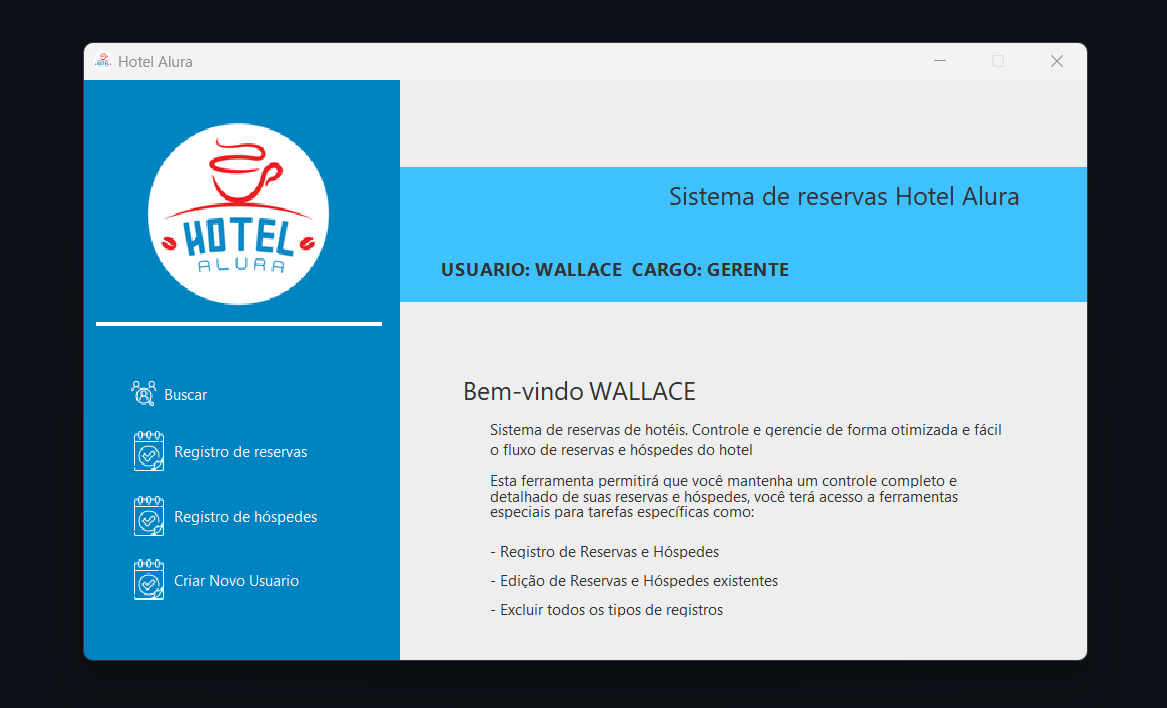 Hotel Alura
HOTEL
ALURA
Buscar
Registro de reservas
Registro de hóspedes
Criar Novo Usuario
Sistema de reservas Hotel Alura
USUARIO: WALLACE CARGO: GERENTE
Bem-vindo WALLACE
Sistema de reservas de hotéis. Controle e gerencie de forma otimizada e fácil
o fluxo de reservas e hóspedes do hotel
Esta ferramenta permitirá que você mantenha um controle completo e
detalhado de suas reservas e hóspedes, você terá acesso a ferramentas
especiais para tarefas específicas como:
- Registro de Reservas e Hóspedes
- Edição de Reservas e Hóspedes existentes
- Excluir todos os tipos de registros